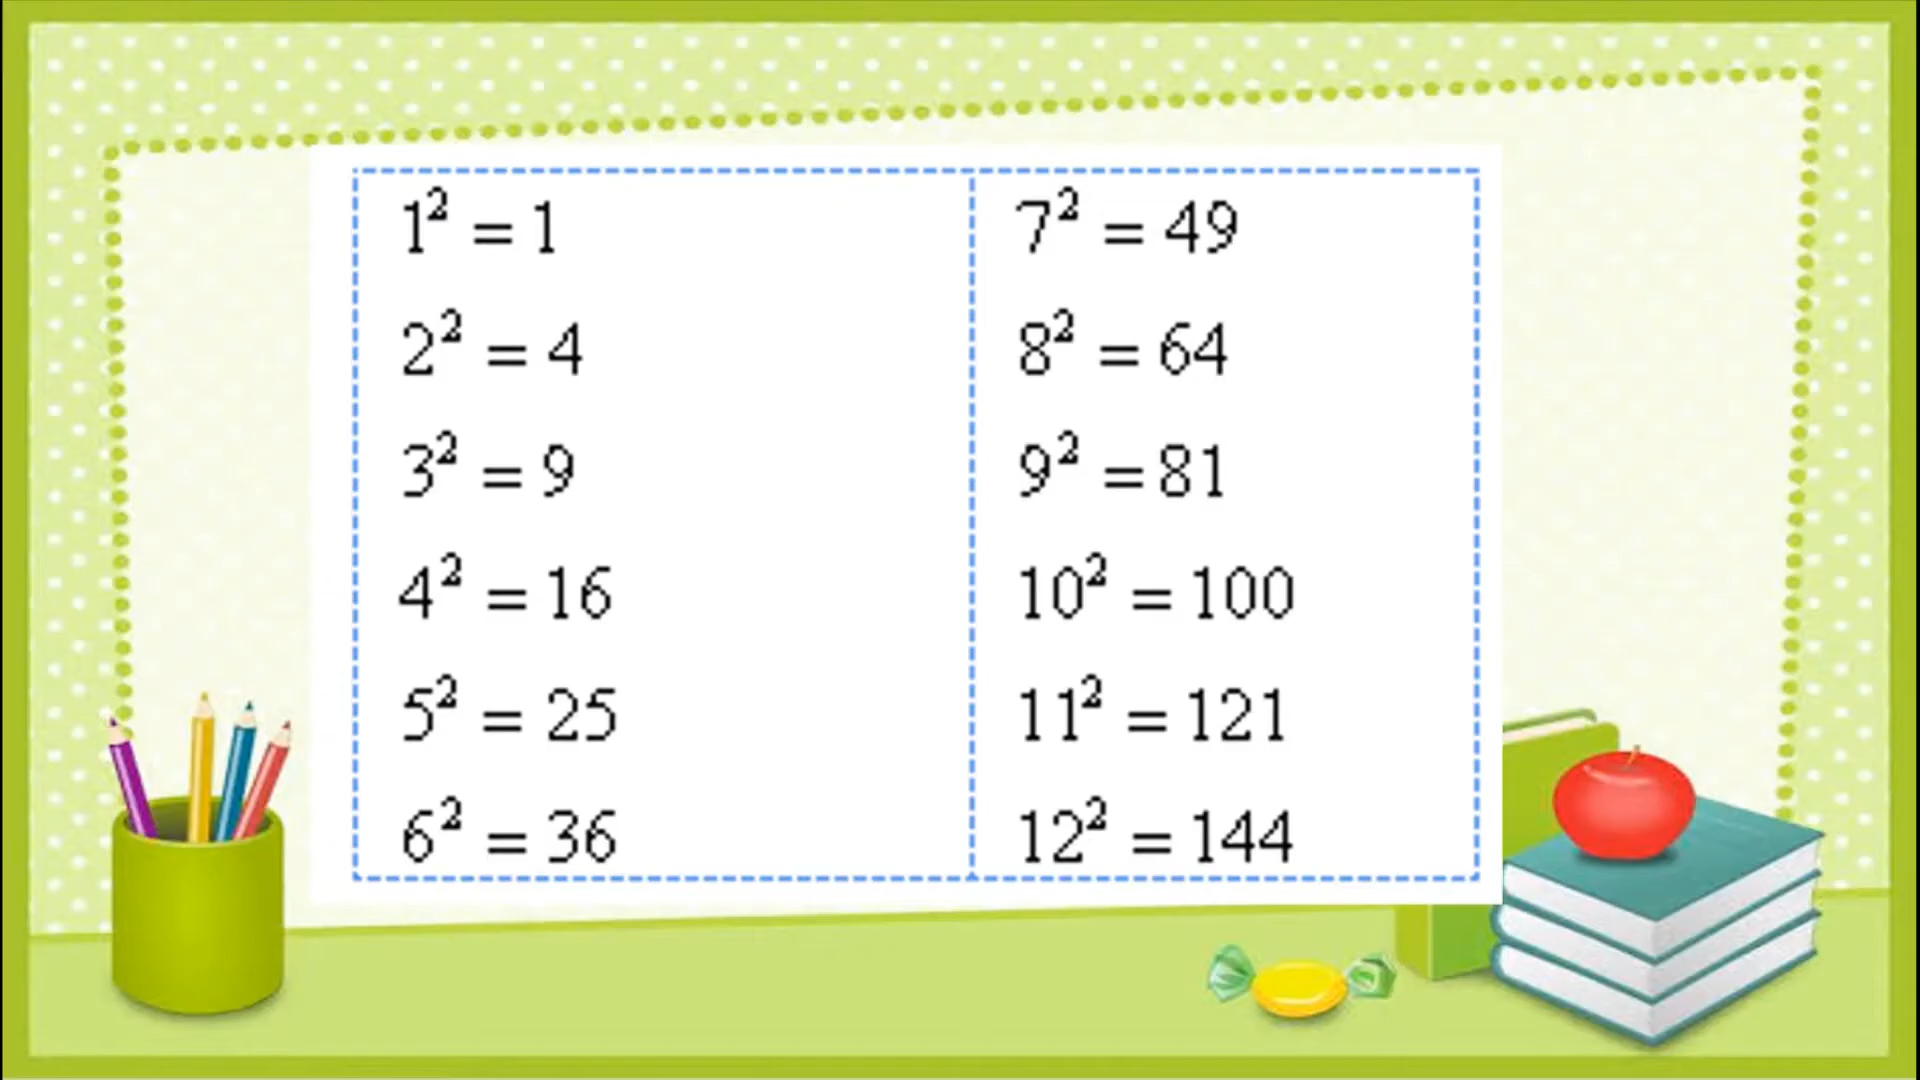 1² = 1
2² = 4
3² = 9
4² = 16
5² = 25
6² = 36
7² = 49
8² = 64
9² = 81
10² = 100
11² = 121
12² = 144